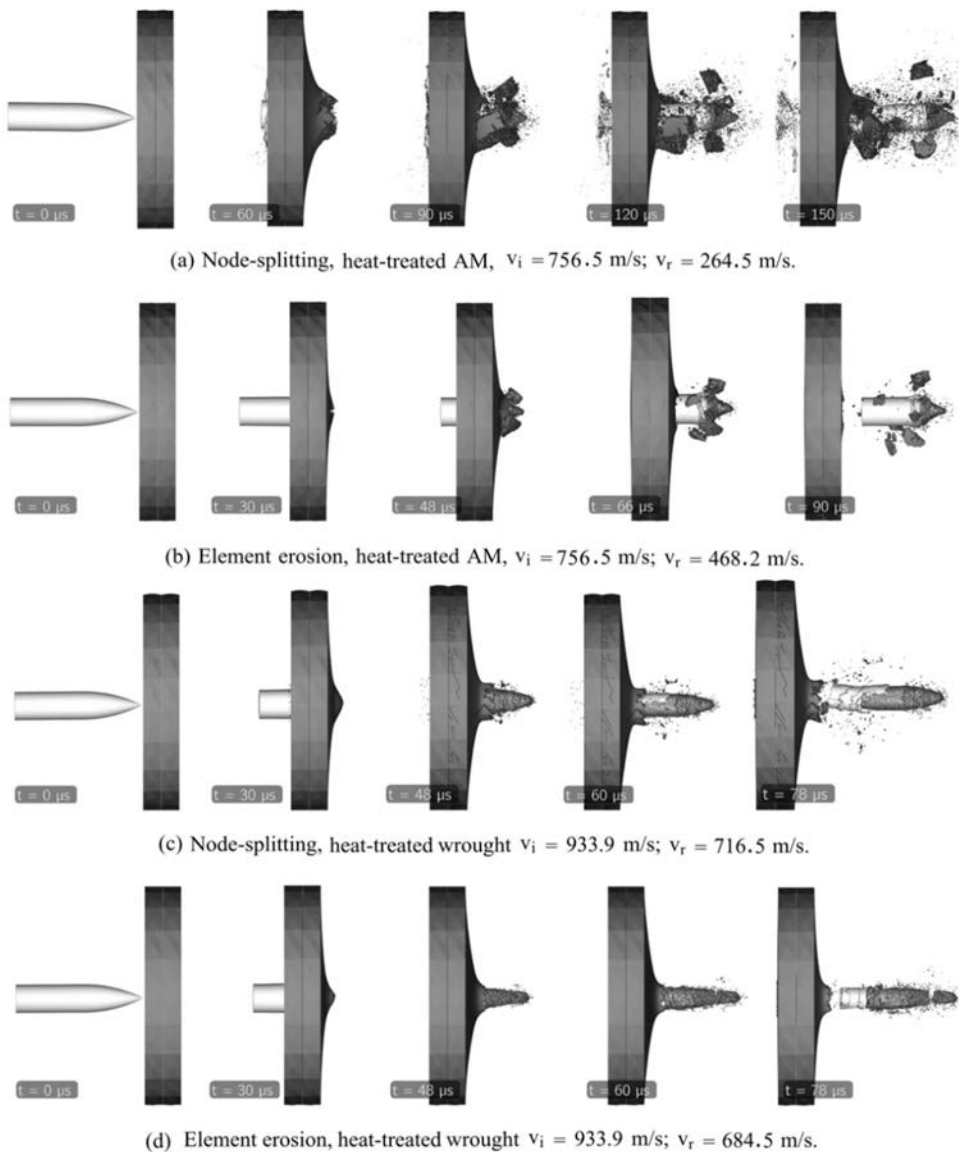 t = 0 μs t = 60 μs t = 90 μs t = 120 μs t = 150 μs
(a) Node-splitting, heat-treated AM, vi = 756.5 m/s; vr = 264.5 m/s.
t = 0 μs t = 30 μs t = 48 μs t = 66 μs t = 90 μs
(b) Element erosion, heat-treated AM, vi = 756.5 m/s; vr = 468.2 m/s.
t = 0 μs t = 30 μs t = 48 μs t = 60 μs t = 78 μs
(c) Node-splitting, heat-treated wrought vi = 933.9 m/s; vr = 716.5 m/s.
t = 0 μs t = 30 μs t = 48 μs t = 60 μs t = 78 μs
(d) Element erosion, heat-treated wrought vi = 933.9 m/s; vr = 684.5 m/s.